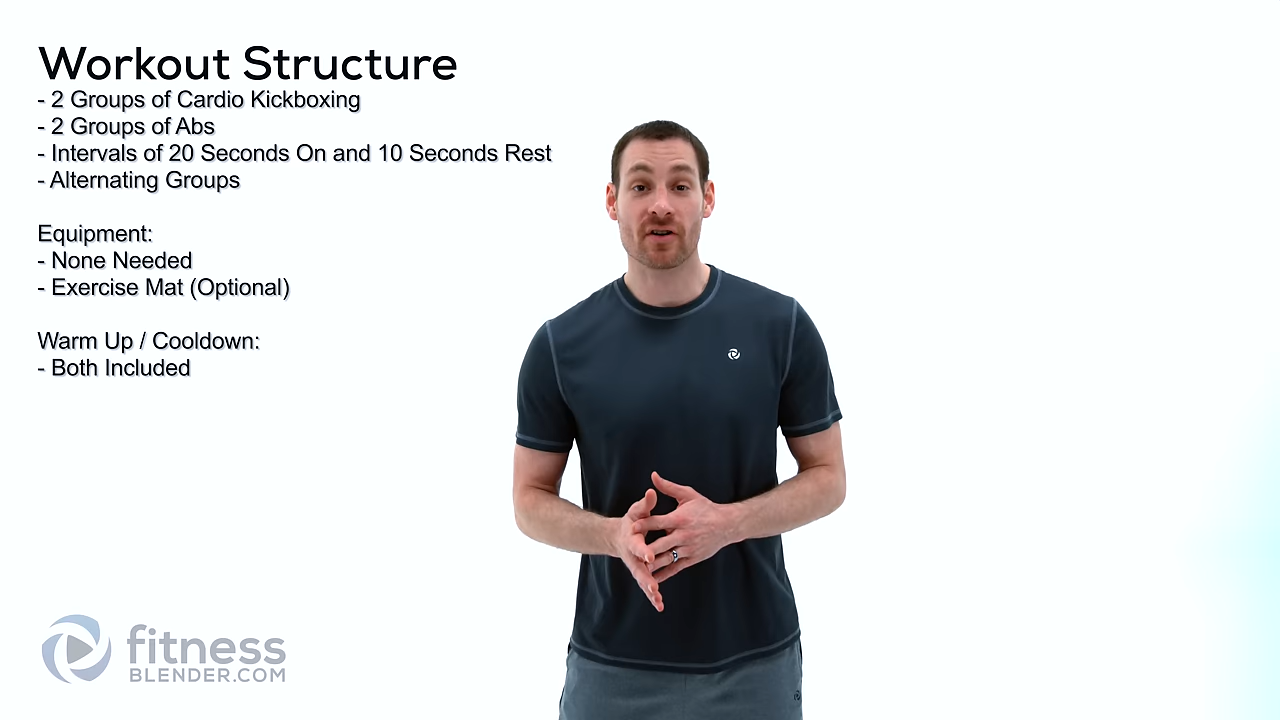 Workout Structure
- 2 Groups of Cardio Kickboxing
- 2 Groups of Abs
- Intervals of 20 Seconds On and 10 Seconds Rest
- Alternating Groups
Equipment:
- None Needed
- Exercise Mat (Optional)
Warm Up / Cooldown:
- Both Included
fitness
BLENDER.COM